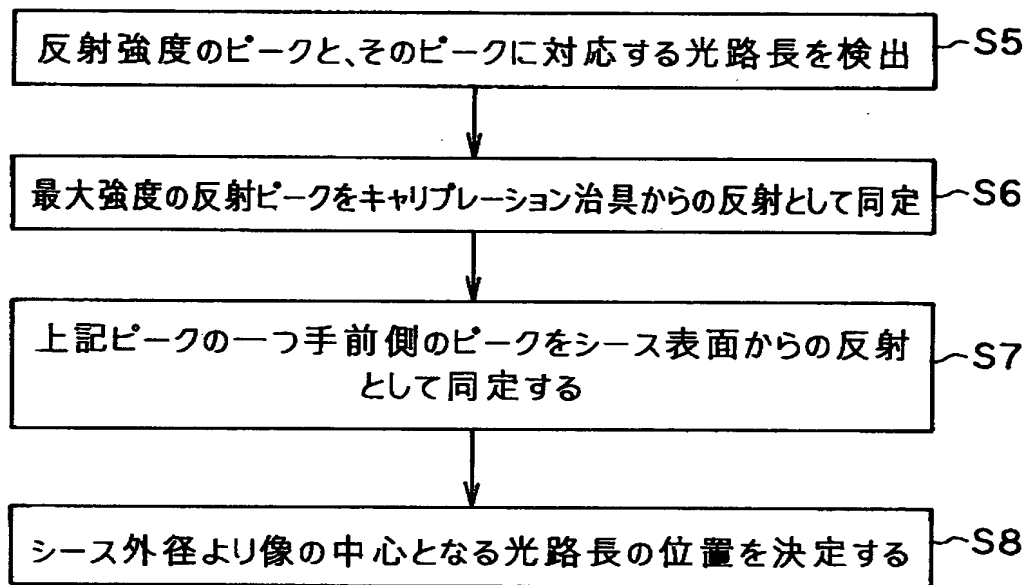 反射強度のピークと、そのピークに対応する光路長を検出 S5
最大強度の反射ピークをキャリブレーション治具からの反射として同定 S6
上記ピークの一つ手前側のピークをシース表面からの反射
として同定する S7
シース外径より像の中心となる光路長の位置を決定する S8